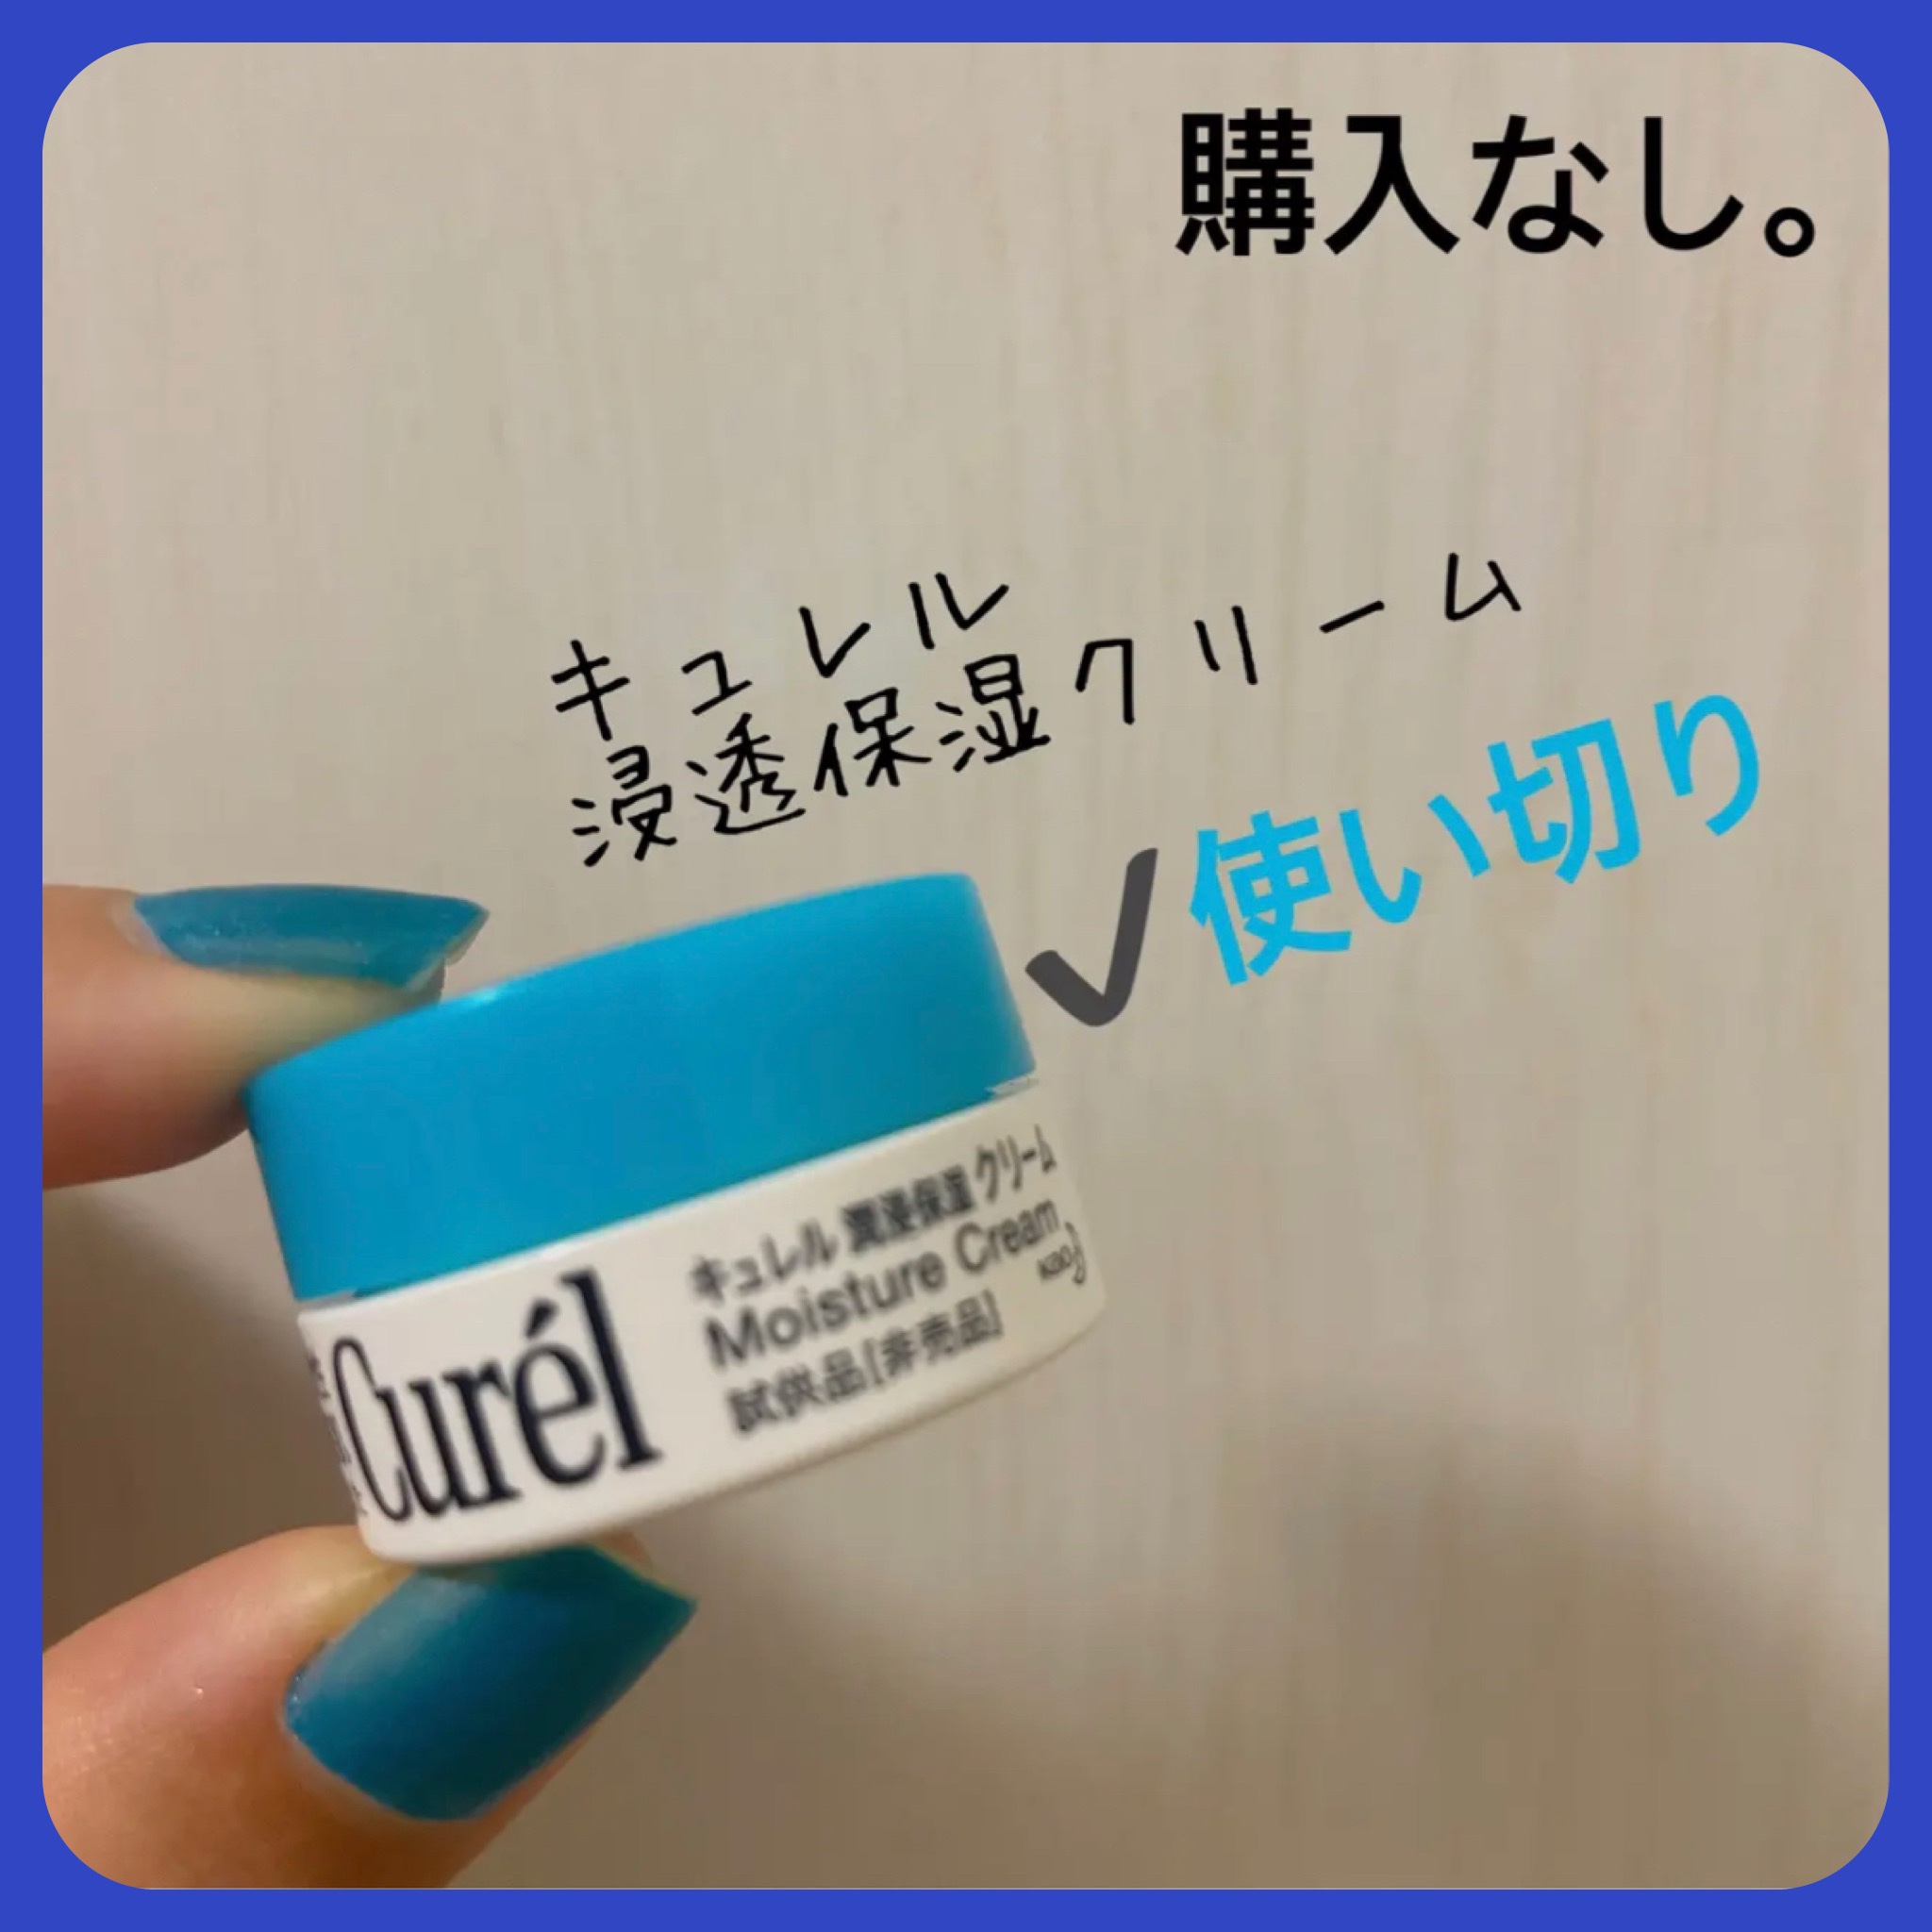 購入なし。
キュレル
浸透保湿クリーム
✓使い切り
キュレル 潤浸保湿 クリーム
Moisture Cream
Kao
試供品[非売品]
Curél